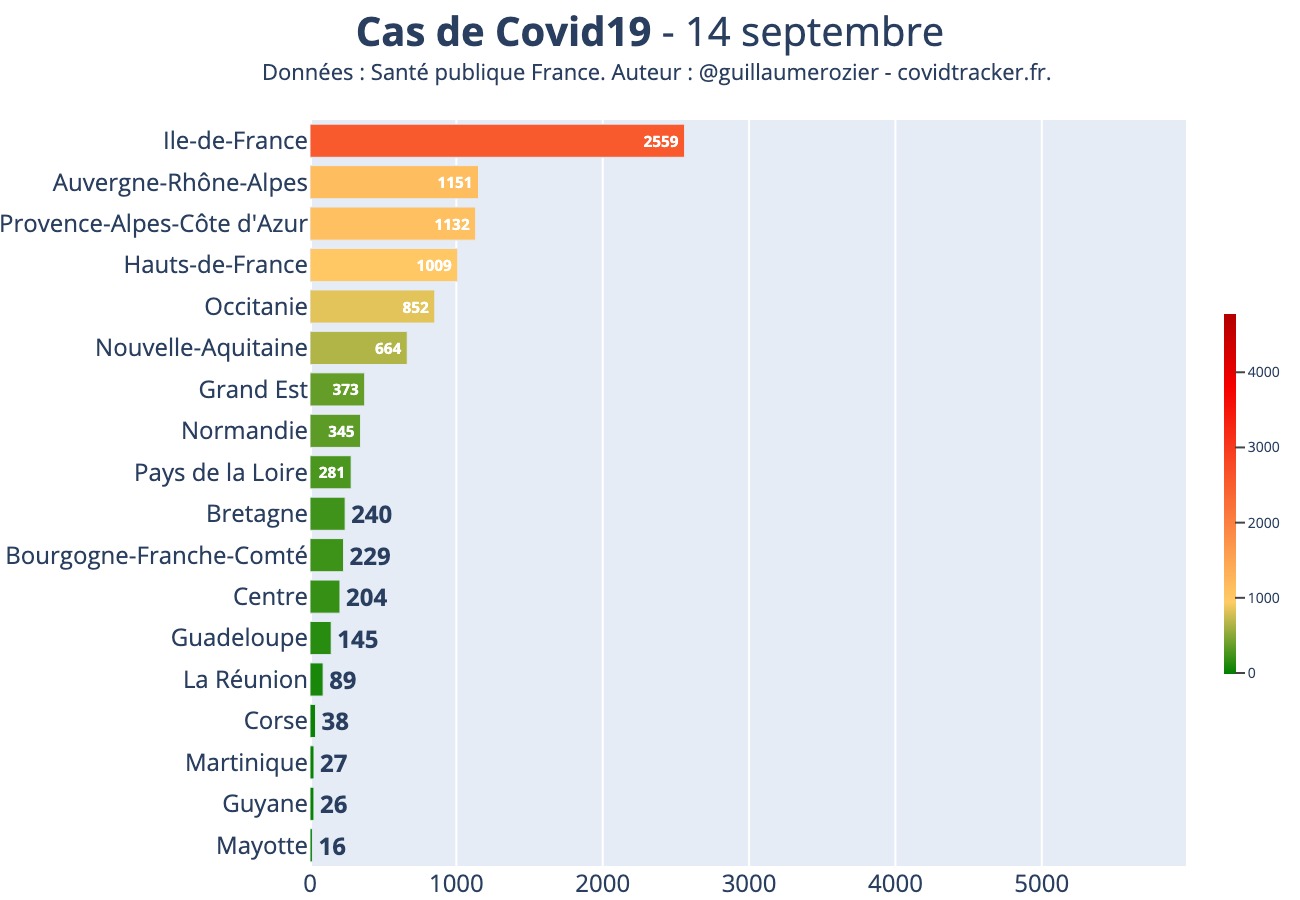 Cas de Covid19 - 14 septembre
Données : Santé publique France. Auteur : @guillaumerozier - covidtracker.fr.
Ile-de-France 2559
Auvergne-Rhône-Alpes 1151
Provence-Alpes-Côte d'Azur 1132
Hauts-de-France 1009
Occitanie 852
Nouvelle-Aquitaine 664
Grand Est 373
Normandie 345
Pays de la Loire 281
Bretagne 240
Bourgogne-Franche-Comté 229
Centre 204
Guadeloupe 145
La Réunion 89
Corse 38
Martinique 27
Guyane 26
Mayotte 16
0 1000 2000 3000 4000 5000
4000
3000
2000
1000
0